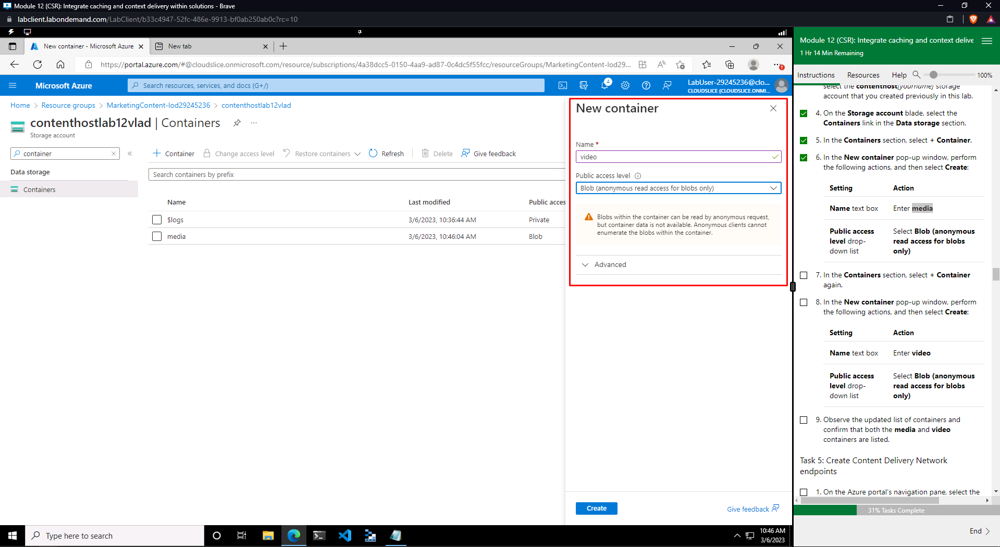 Module 12 (CSR): Integrate caching and context delivery within solutions - Brave
labclient.labondemand.com/LabClient/b33c4947-52fc-486e-9913-bf0ab250ab0c?rc=10
New container - Microsoft Azure
New tab
https://portal.azure.com/#@cloudslice.onmicrosoft.com/resource/subscriptions/4a38dcc5-0150-4aa9-ad87-0c4dc5f55fcc/resourceGroups/MarketingContent-lod29...
Microsoft Azure
Search resources, services, and docs (G+/)
4
LabUser-29245236@clo...
CLOUDSLICE (CLOUDSLICE.ONMI...
Home > Resource groups > MarketingContent-lod29245236 > contenthostlab12vlad
contenthostlab12vlad | Containers
Storage account
container
Data storage
Containers
Container
Change access level
Restore containers
Refresh
Delete
Give feedback
Search containers by prefix
Name Last modified Public acces
$logs 3/6/2023, 10:36:44 AM Private
media 3/6/2023, 10:46:04 AM Blob
New container
Name *
video
Public access level
Blob (anonymous read access for blobs only)
Blobs within the container can be read by anonymous request,
but container data is not available. Anonymous clients cannot
enumerate the blobs within the container.
Advanced
Create
Give feedback
Type here to search
10:46 AM
3/6/2023
Module 12 (CSR): Integrate caching and context delive
1 Hr 14 Min Remaining
Instructions Resources Help 100%
select the contenthost[yourname] storage
account that you created previously in this lab.
4. On the Storage account blade, select the
Containers link in the Data storage section.
5. In the Containers section, select + Container.
6. In the New container pop-up window, perform
the following actions, and then select Create:
Setting Action
Name text box Enter media
Public access level drop-down list Select Blob (anonymous read access for blobs only)
7. In the Containers section, select + Container
again.
8. In the New container pop-up window, perform
the following actions, and then select Create:
Setting Action
Name text box Enter video
Public access level drop-down list Select Blob (anonymous read access for blobs only)
9. Observe the updated list of containers and
confirm that both the media and video
containers are listed.
Task 5: Create Content Delivery Network
endpoints
1. On the Azure portal's navigation pane, select the
31% Tasks Complete
End